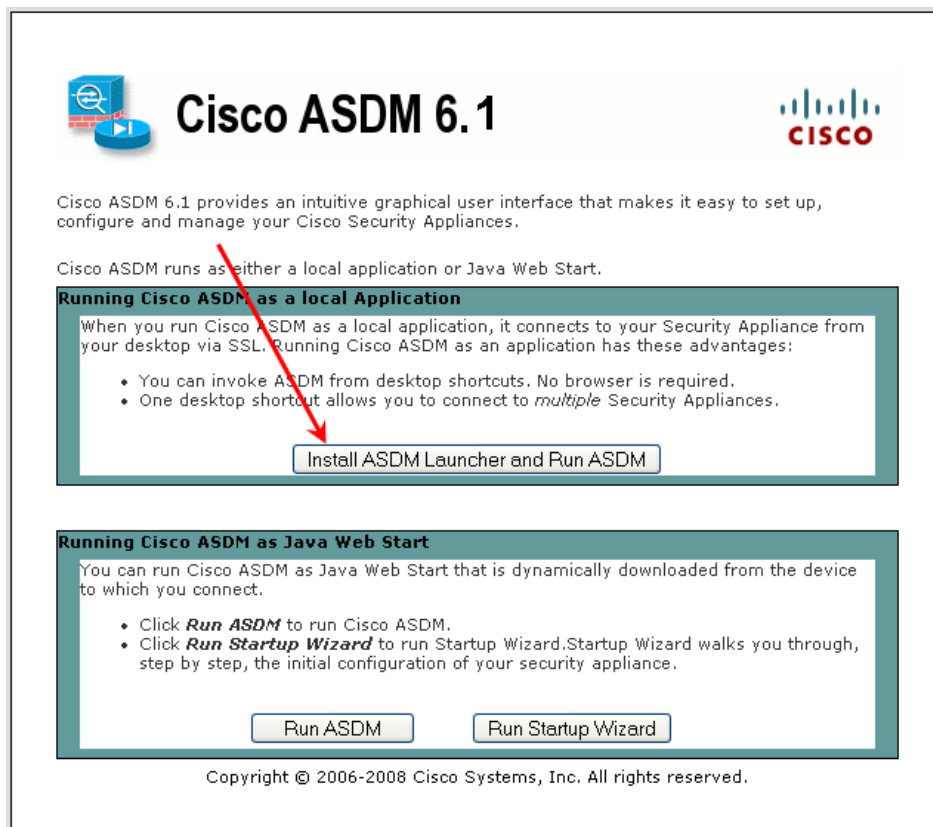 Cisco ASDM 6.1
CISCO
Cisco ASDM 6.1 provides an intuitive graphical user interface that makes it easy to set up,
configure and manage your Cisco Security Appliances.
Cisco ASDM runs as either a local application or Java Web Start.
Running Cisco ASDM as a local Application
When you run Cisco ASDM as a local application, it connects to your Security Appliance from
your desktop via SSL. Running Cisco ASDM as an application has these advantages:
• You can invoke ASDM from desktop shortcuts. No browser is required.
• One desktop shortcut allows you to connect to multiple Security Appliances.
Install ASDM Launcher and Run ASDM
Running Cisco ASDM as Java Web Start
You can run Cisco ASDM as Java Web Start that is dynamically downloaded from the device
to which you connect.
• Click Run ASDM to run Cisco ASDM.
• Click Run Startup Wizard to run Startup Wizard.Startup Wizard walks you through,
step by step, the initial configuration of your security appliance.
Run ASDM Run Startup Wizard
Copyright © 2006-2008 Cisco Systems, Inc. All rights reserved.